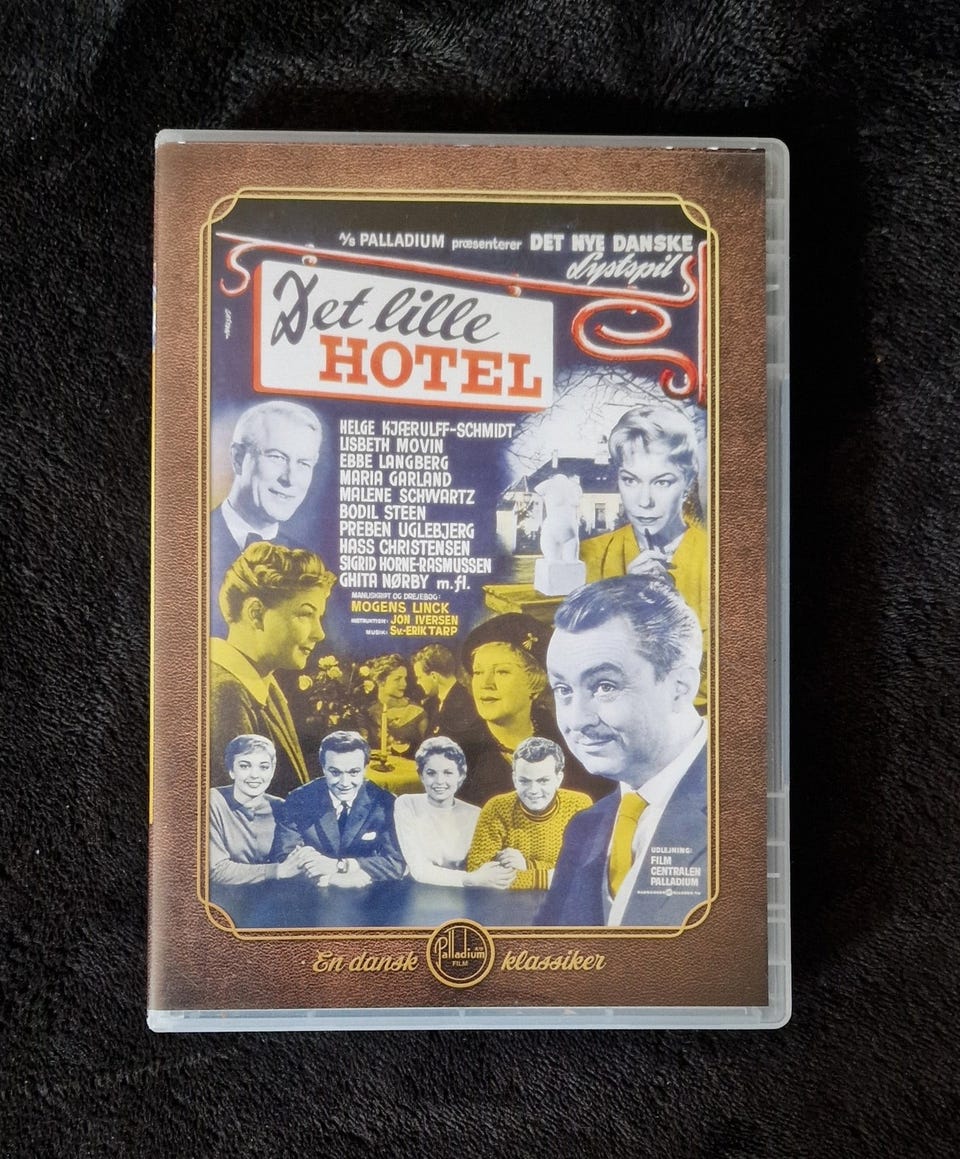 A/S PALLADIUM præsenterer DET NYE DANSKE
Lystspil
Det lille
HOTEL
HELGE KJÆRULFF-SCHMIDT
LISBETH MOVIN
EBBE LANGBERG
MARIA GARLAND
MALENE SCHWARTZ
BODIL STEEN
PREBEN UGLEBJERG
HASS CHRISTENSEN
SIGRID HORNE-RASMUSSEN
GHITA NØRBY m.fl.
MANUSKRIPT OG DREJEBOG:
MOGENS LINCK
INSTRUKTION: JON IVERSEN
MUSIK: SV.-ERIK TARP
UDLEJNING:
FILM
CENTRALEN
PALLADIUM
En dansk A/S Palladium FILM klassiker